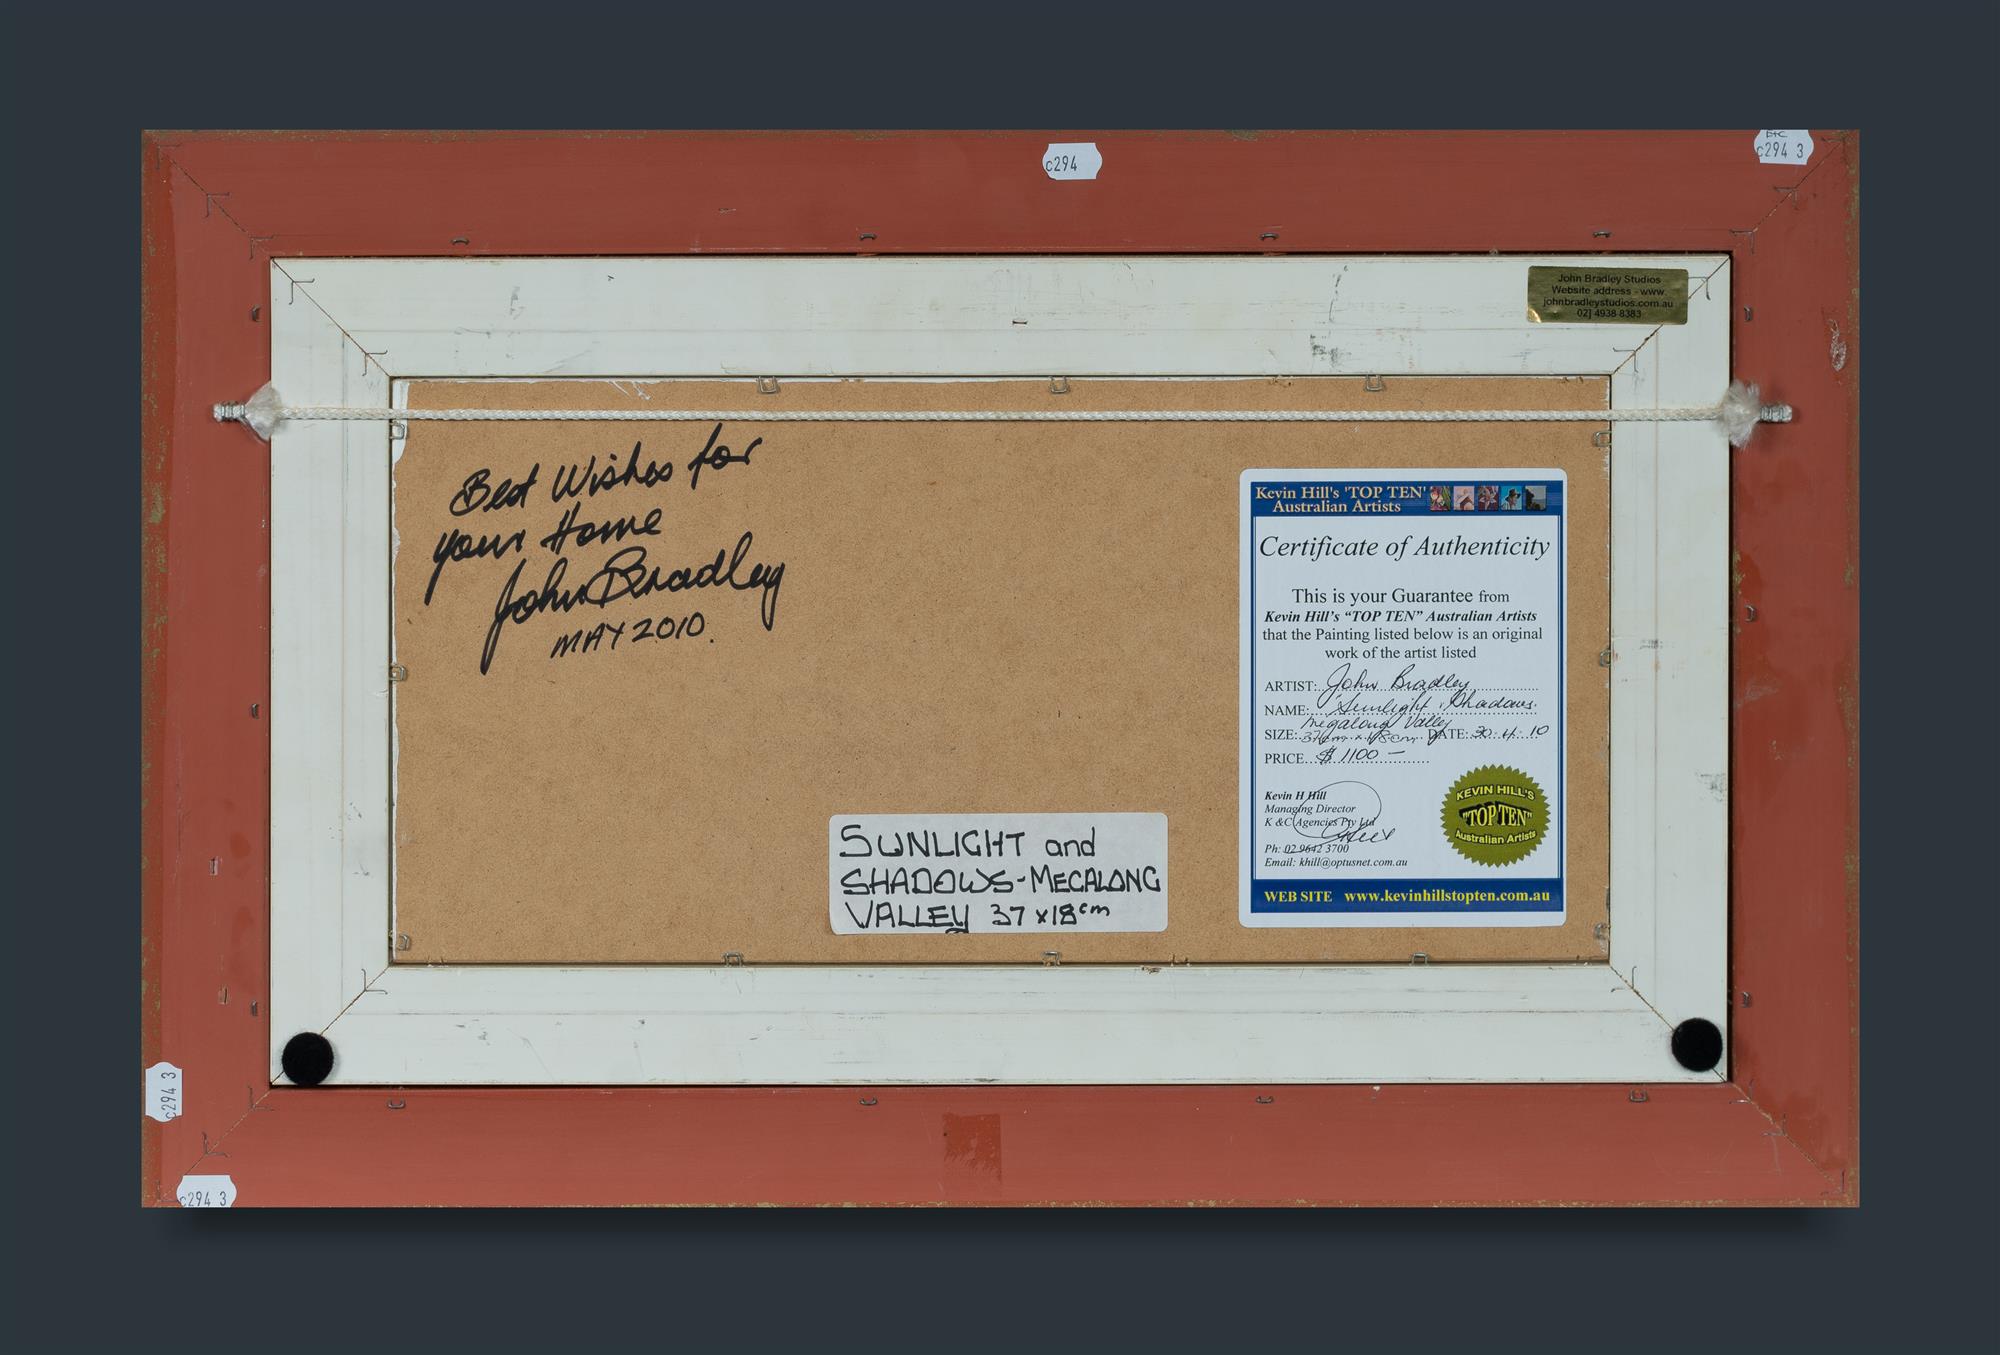 c294
ETC
c294 3
John Bradley Studios
Website address - www.
johnbradleystudios.com.au
02] 4938 8383
Best Wishes for
your Home
John Bradley
MAY 2010.
Kevin Hill's 'TOP TEN'
Australian Artists
Certificate of Authenticity
This is your Guarantee from
Kevin Hill's "TOP TEN" Australian Artists
that the Painting listed below is an original
work of the artist listed
ARTIST: John Bradley
NAME: Sunlight & Shadows.
Megalong Valley
SIZE: 37cm x 18cm DATE: 30.4.10
PRICE $1100 —
Kevin H Hill
Managing Director
K & C Agencies Pty Ltd
Ph: 02 9642 3700
Email: khill@optusnet.com.au
KEVIN HILL'S
"TOP TEN"
Australian Artists
WEB SITE www.kevinhillstopten.com.au
SUNLIGHT and
SHADOWS-MEGALONG
VALLEY 37 x 18cm
c294 3
c294 3